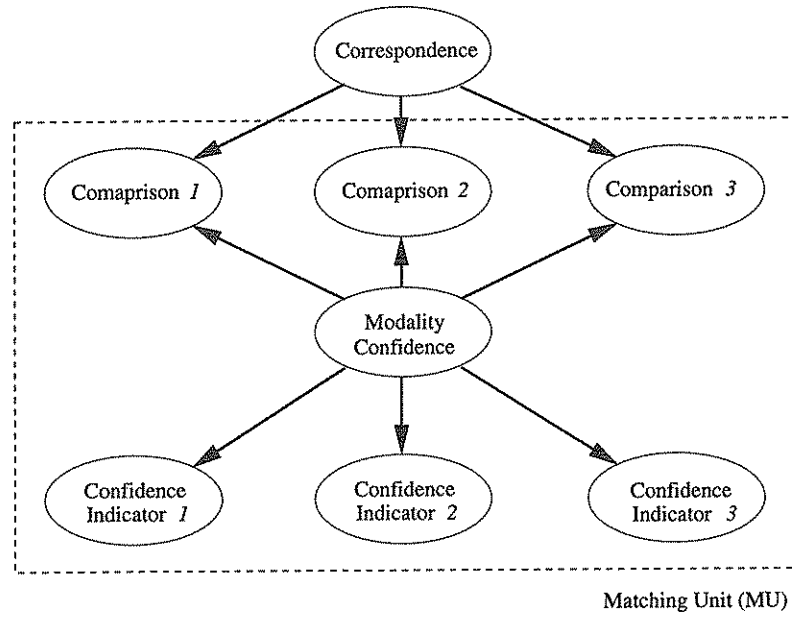 Correspondence
Comaprison 1
Comaprison 2
Comparison 3
Modality
Confidence
Confidence
Indicator 1
Confidence
Indicator 2
Confidence
Indicator 3
Matching Unit (MU)